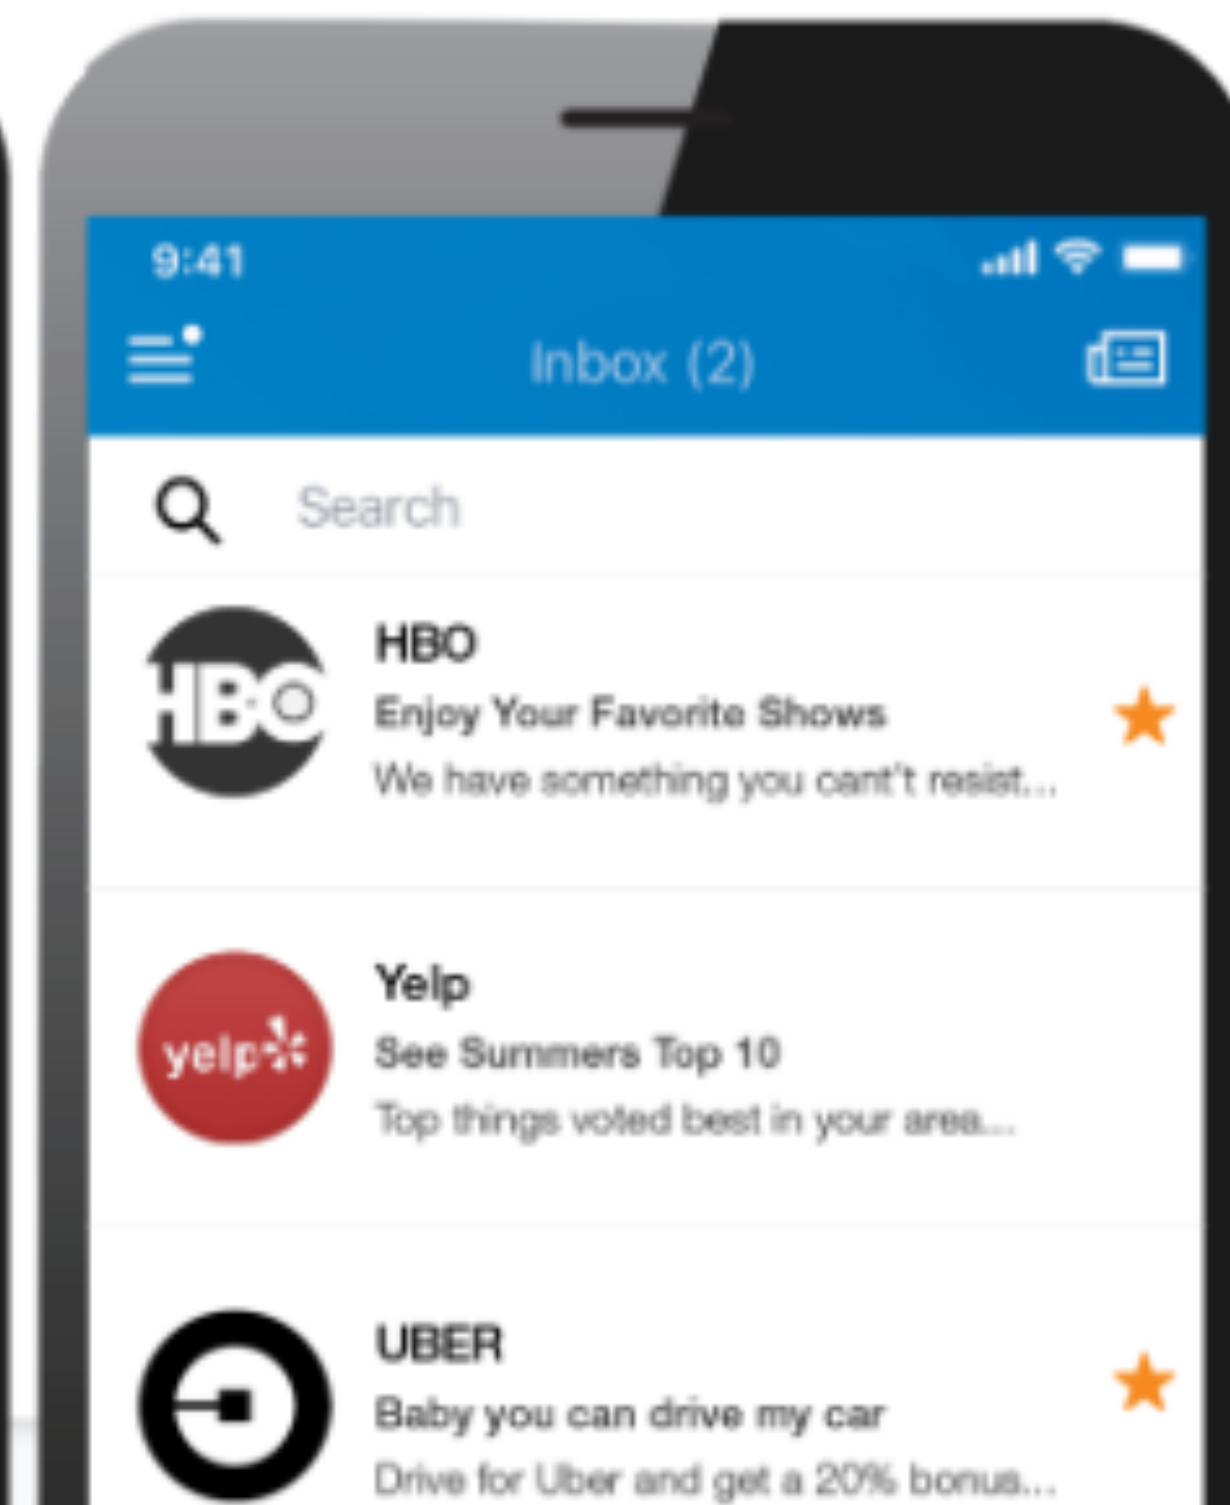 9:41
Inbox (2)
Search
HBO
HBO
Enjoy Your Favorite Shows
We have something you cant't resist...
yelp
Yelp
See Summers Top 10
Top things voted best in your area...
UBER
Baby you can drive my car
Drive for Uber and get a 20% bonus...